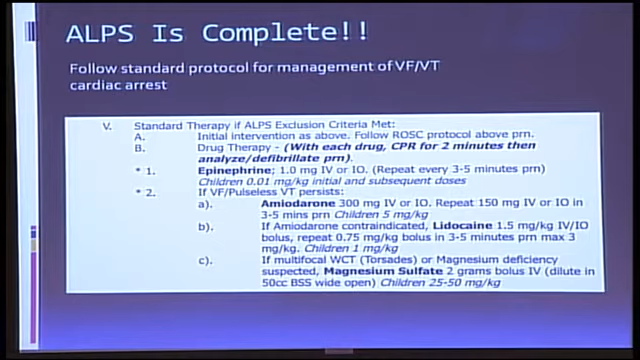 ALPS Is Complete!!
Follow standard protocol for management of VF/VT
cardiac arrest
V. Standard Therapy if ALPS Exclusion Criteria Met:
A. Initial intervention as above. Follow ROSC protocol above prn.
B. Drug Therapy - (With each drug, CPR for 2 minutes then
analyze/defibrillate prn).
* 1. Epinephrine; 1.0 mg IV or IO. (Repeat every 3-5 minutes prn)
Children 0.01 mg/kg initial and subsequent doses
* 2. If VF/Pulseless VT persists:
a). Amiodarone 300 mg IV or IO. Repeat 150 mg IV or IO in
3-5 mins prn Children 5 mg/kg
b). If Amiodarone contraindicated, Lidocaine 1.5 mg/kg IV/IO
bolus, repeat 0.75 mg/kg bolus in 3-5 minutes prn max 3
mg/kg. Children 1 mg/kg
c). If multifocal WCT (Torsades) or Magnesium deficiency
suspected, Magnesium Sulfate 2 grams bolus IV (dilute in
50cc BSS wide open) Children 25-50 mg/kg